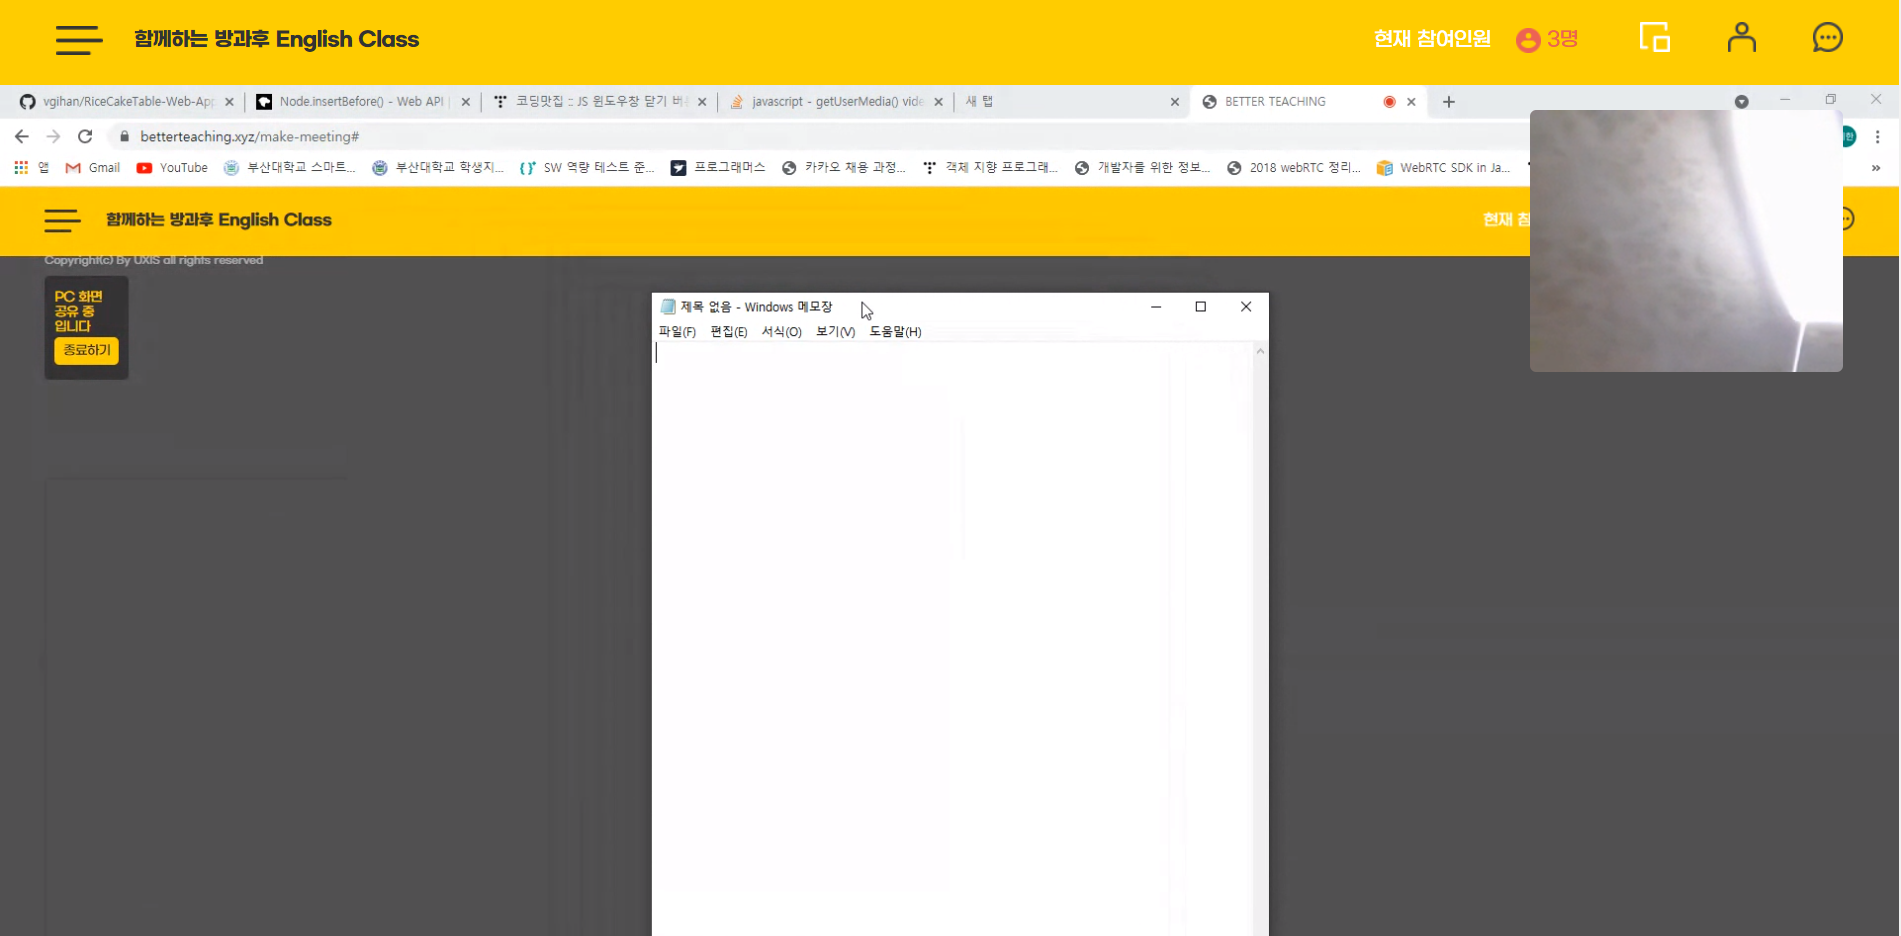 함께하는 방과후 English Class
현재 참여인원 3명
vgihan/RiceCakeTable-Web-App
Node.insertBefore() - Web API
코딩맛집 :: JS 윈도우창 닫기 버
javascript - getUserMedia() vide
새 탭
BETTER TEACHING
betterteaching.xyz/make-meeting#
앱
Gmail
YouTube
부산대학교 스마트...
부산대학교 학생지...
SW 역량 테스트 준...
프로그래머스
카카오 채용 과정...
객체 지향 프로그래...
개발자를 위한 정보...
2018 webRTC 정리...
WebRTC SDK in Ja...
»
함께하는 방과후 English Class
현재 참
Copyright(c) By UXIS all rights reserved
PC 화면
공유 중
입니다
종료하기
제목 없음 - Windows 메모장
파일(F) 편집(E) 서식(O) 보기(V) 도움말(H)